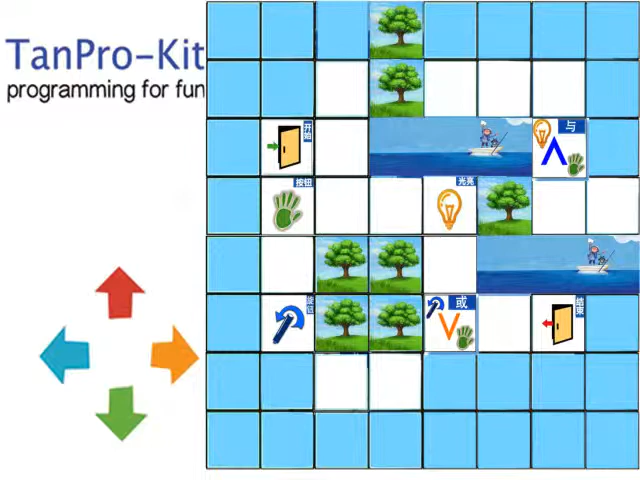 TanPro-Kit
programming for fun
开始
与
按钮
光亮
旋钮
或
结束